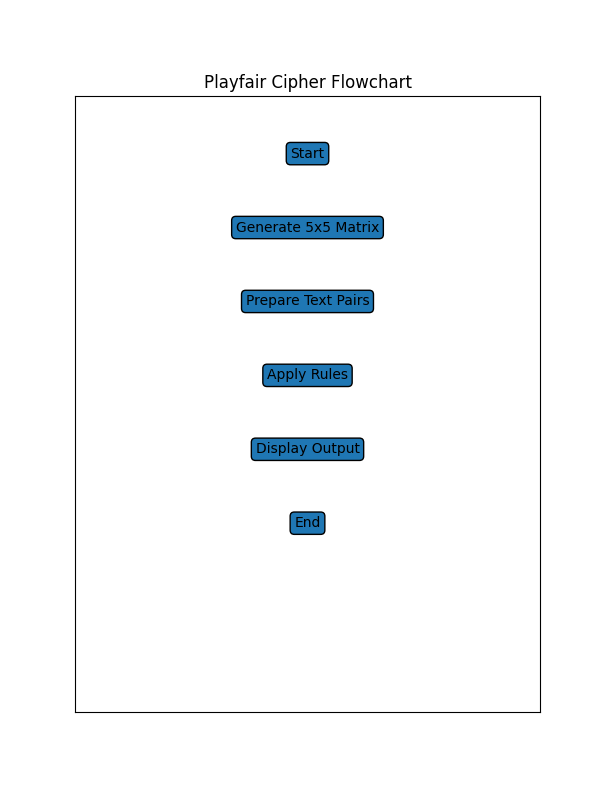 Playfair Cipher Flowchart
Start
Generate 5x5 Matrix
Prepare Text Pairs
Apply Rules
Display Output
End